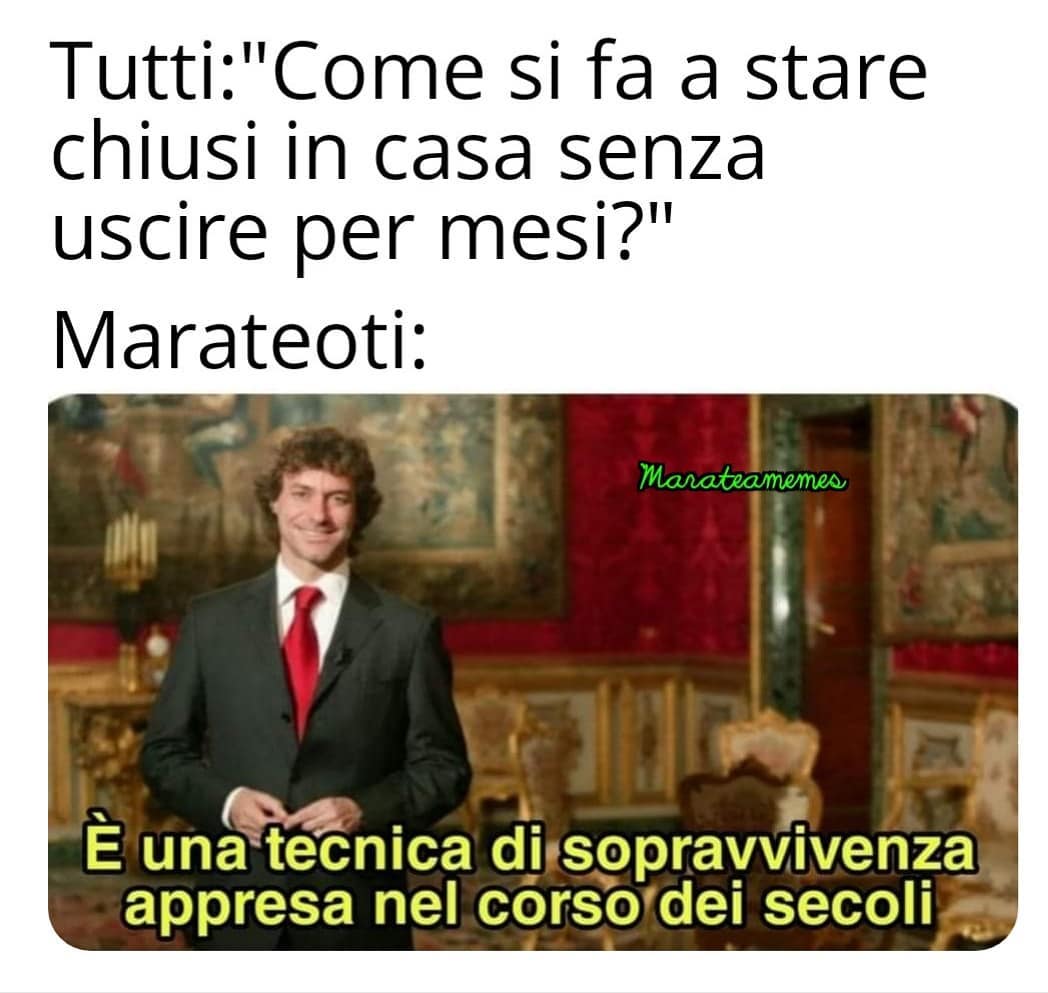 Tutti:"Come si fa a stare
chiusi in casa senza
uscire per mesi?"
Marateoti:
Marateamemes
È una tecnica di sopravvivenza
appresa nel corso dei secoli